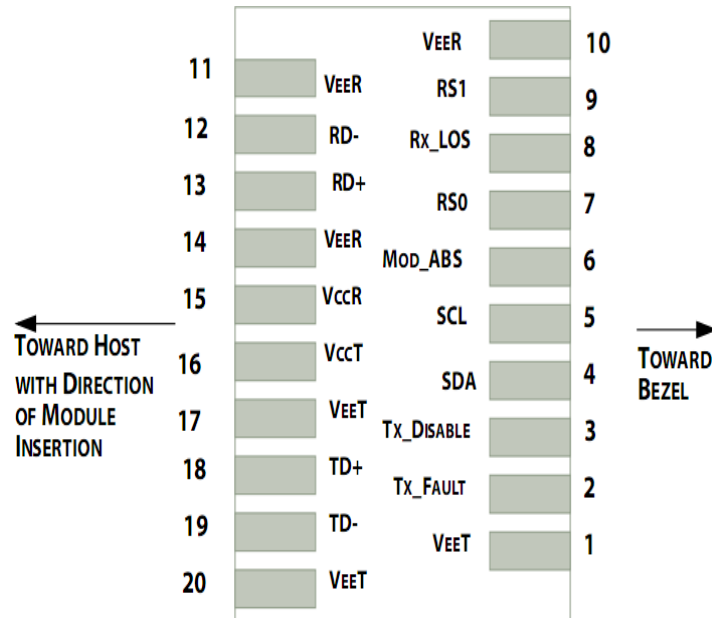 VEER 10
11 VEER
RS1 9
12 RD-
RX_LOS 8
13 RD+
RS0 7
14 VEER
MOD_ABS 6
15 VCCR
SCL 5
TOWARD HOST
WITH DIRECTION
OF MODULE
INSERTION
16 VCCT
TOWARD
BEZEL
SDA 4
17 VEET
TX_DISABLE 3
18 TD+
TX_FAULT 2
19 TD-
VEET 1
20 VEET